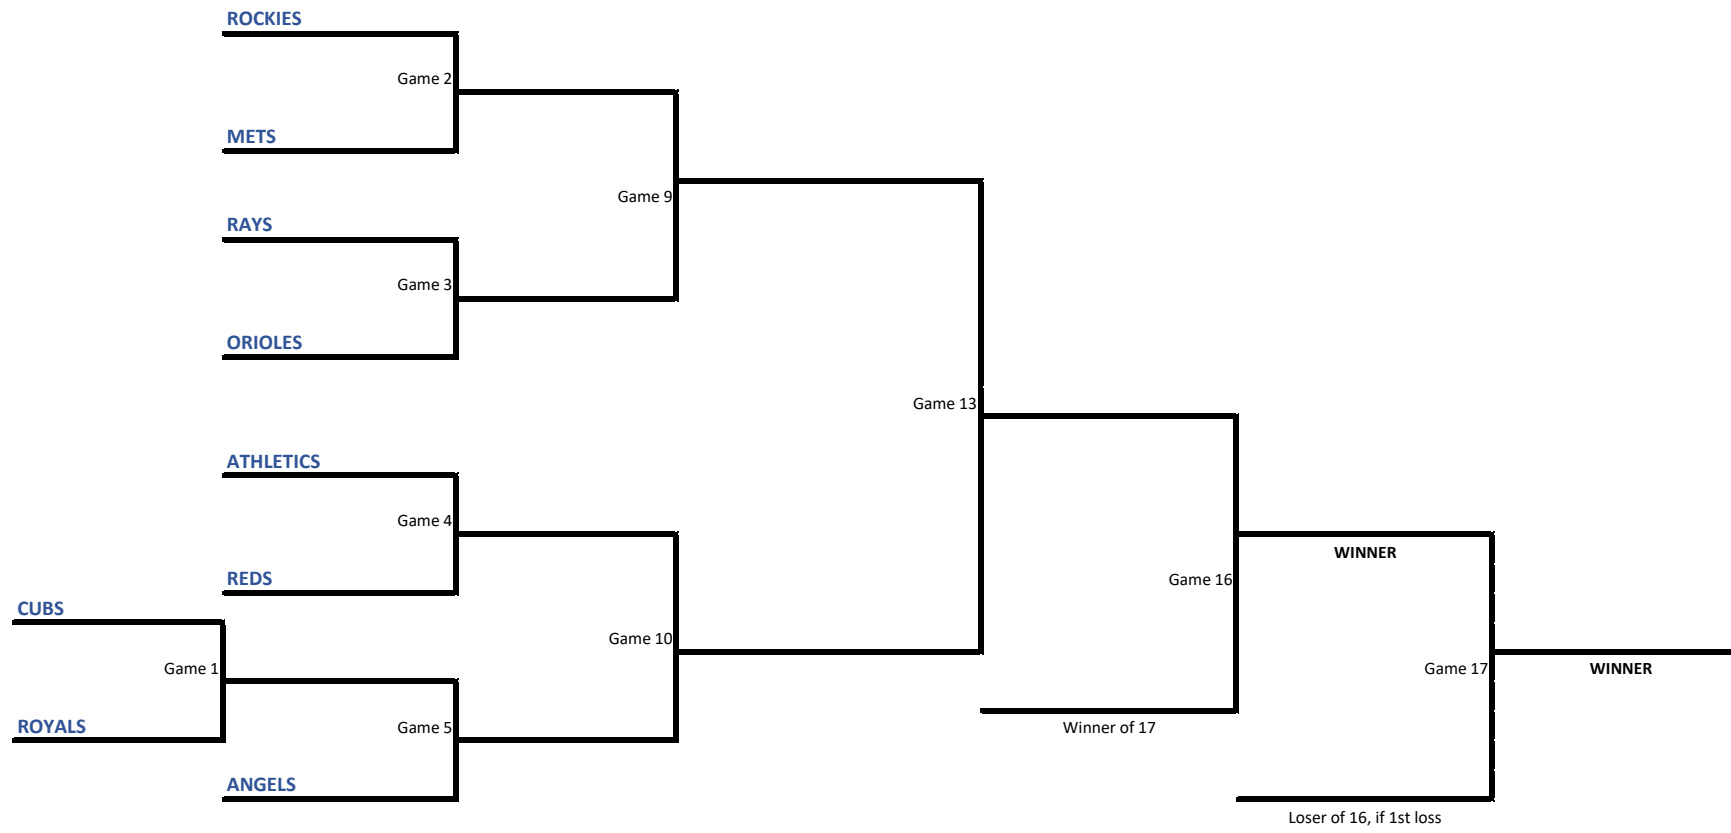 ROCKIES
Game 2
METS
Game 9
RAYS
Game 3
ORIOLES
Game 13
ATHLETICS
Game 4
REDS
CUBS
Game 10
Game 1
ROYALS
Game 5
ANGELS
Game 16
Winner of 17
WINNER
Game 17
WINNER
Loser of 16, if 1st loss